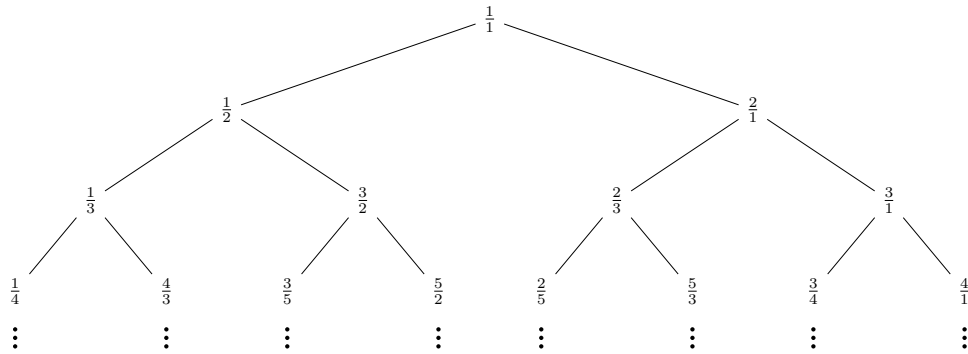 1/1
1/2 2/1
1/3 3/2 2/3 3/1
1/4 4/3 3/5 5/2 2/5 5/3 3/4 4/1
⋮ ⋮ ⋮ ⋮ ⋮ ⋮ ⋮ ⋮